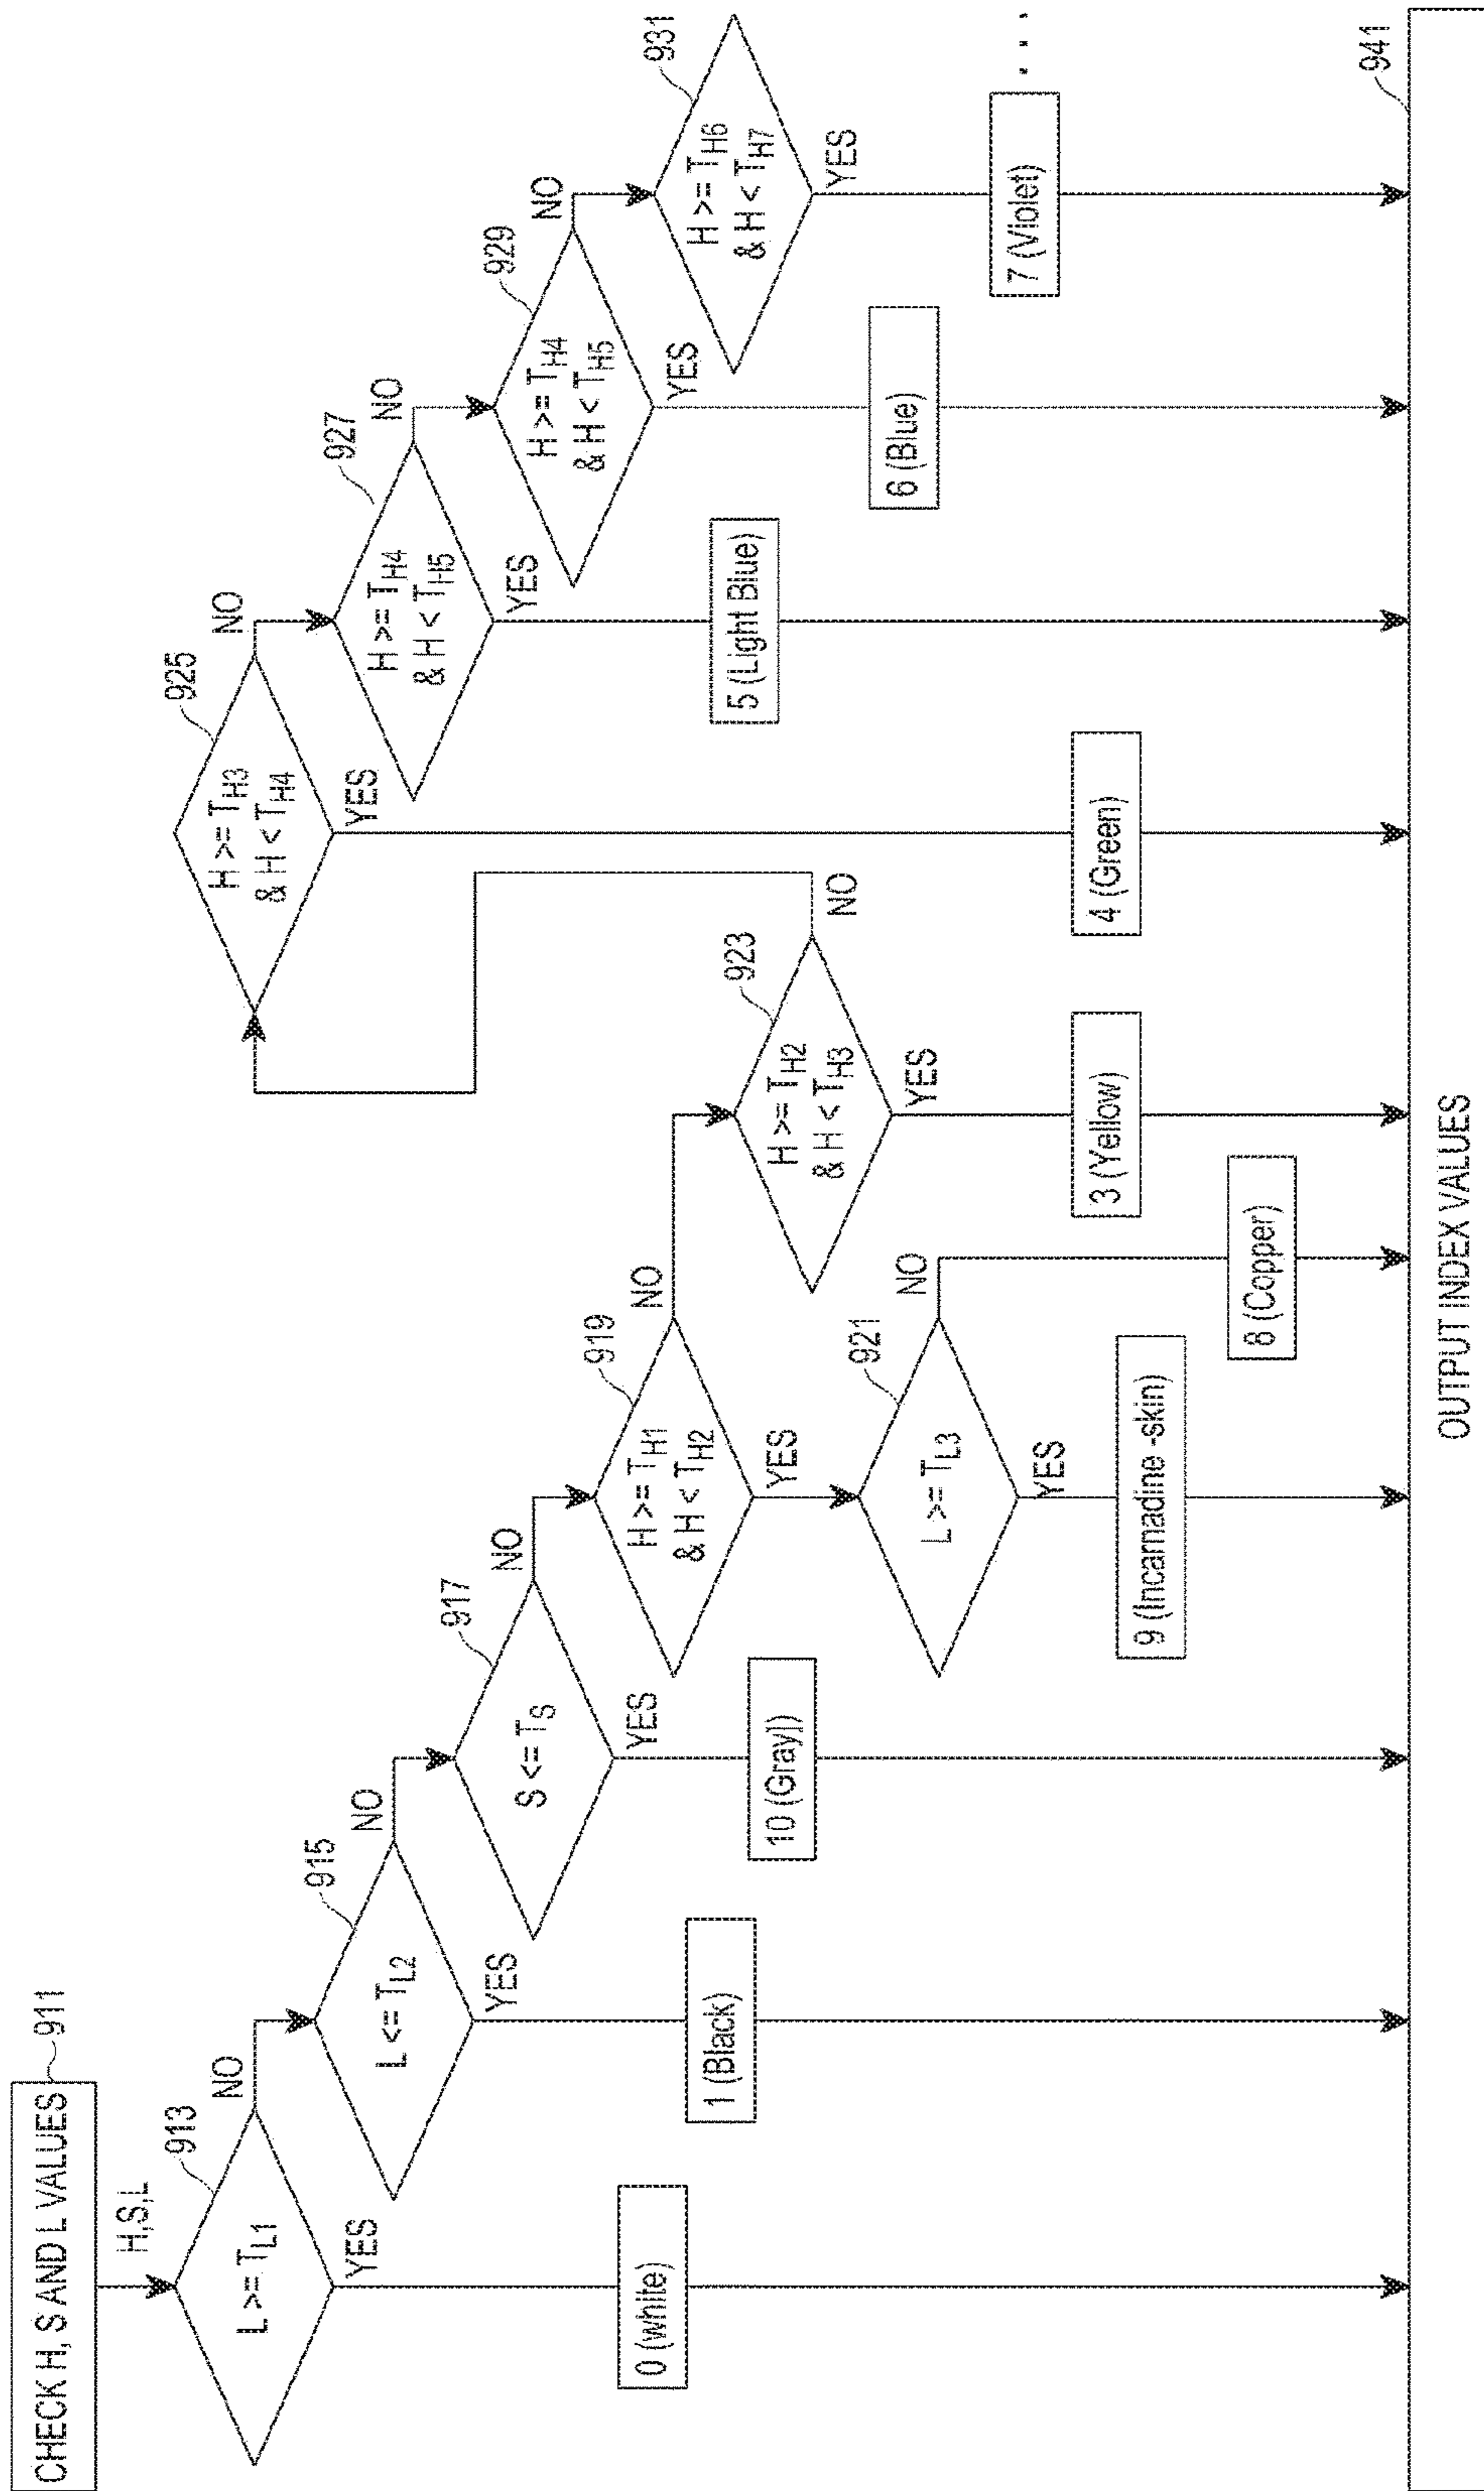 CHECK H, S AND L VALUES
911
H,S,L
913
L >= TL1
NO
YES
0 (white)
915
L <= TL2
NO
YES
1 (Black)
917
S <= TS
NO
YES
10 (Gray])
919
H >= TH1
& H < TH2
NO
YES
921
L >= TL3
NO
YES
9 (Incarnadine -skin)
8 (Copper)
923
H >= TH2
& H < TH3
NO
YES
3 (Yellow)
925
H >= TH3
& H < TH4
NO
YES
4 (Green)
927
H >= TH4
& H < TH5
NO
YES
5 (Light Blue)
929
H >= TH4
& H < TH5
NO
YES
6 (Blue)
931
H >= TH6
& H < TH7
YES
7 (Violet)
. . .
941
OUTPUT INDEX VALUES